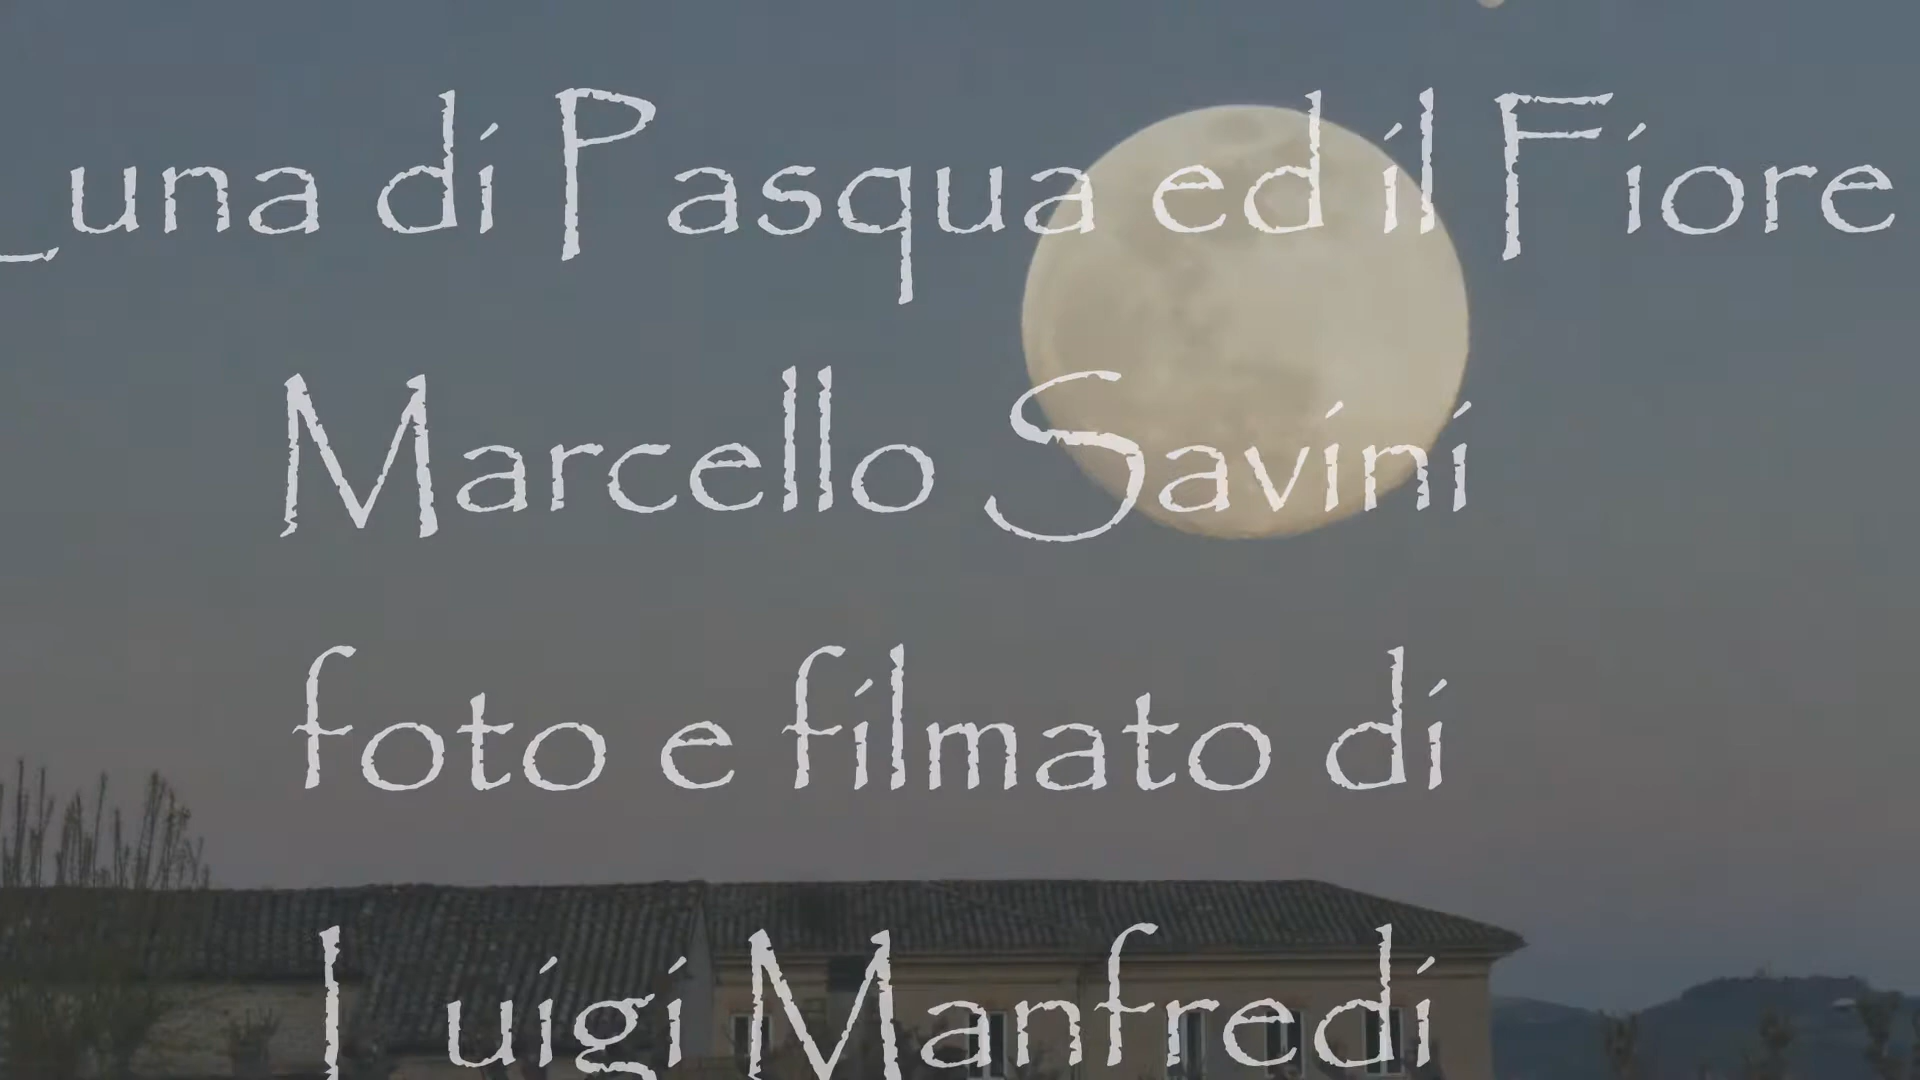 Luna di Pasqua ed il Fiore
Marcello Savini
foto e filmato di
Luigi Manfredi